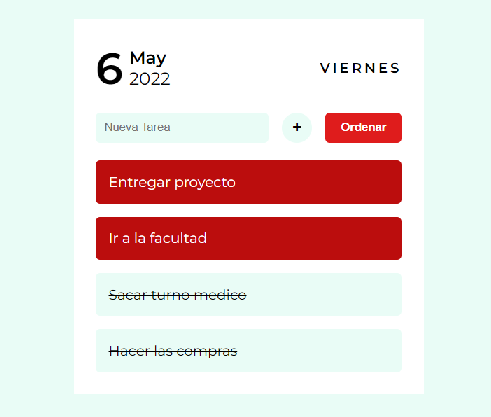 6 May
2022
VIERNES
Nueva Tarea
+
Ordenar
Entregar proyecto
Ir a la facultad
Sacar turno medico
Hacer las compras